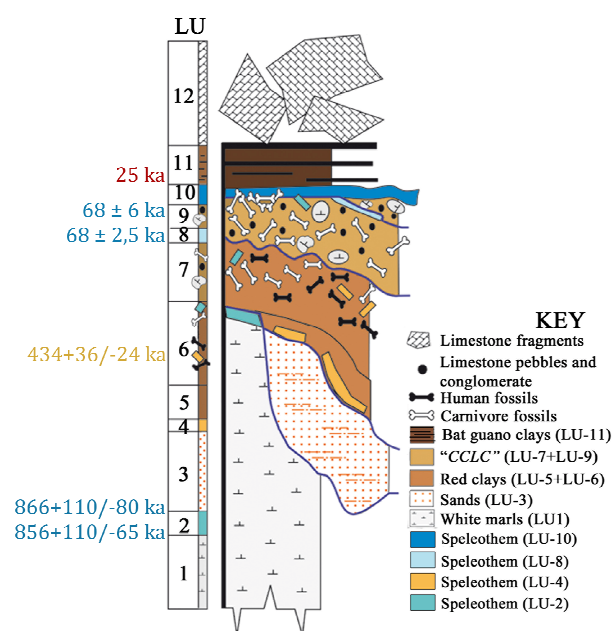 LU
12
11
25 ka
10
68 ± 6 ka
9
68 ± 2,5 ka
8
7
434+36/-24 ka
6
5
4
3
866+110/-80 ka
856+110/-65 ka
2
1
KEY
Limestone fragments
Limestone pebbles and
conglomerate
Human fossils
Carnivore fossils
Bat guano clays (LU-11)
“CCLC” (LU-7+LU-9)
Red clays (LU-5+LU-6)
Sands (LU-3)
White marls (LU1)
Speleothem (LU-10)
Speleothem (LU-8)
Speleothem (LU-4)
Speleothem (LU-2)